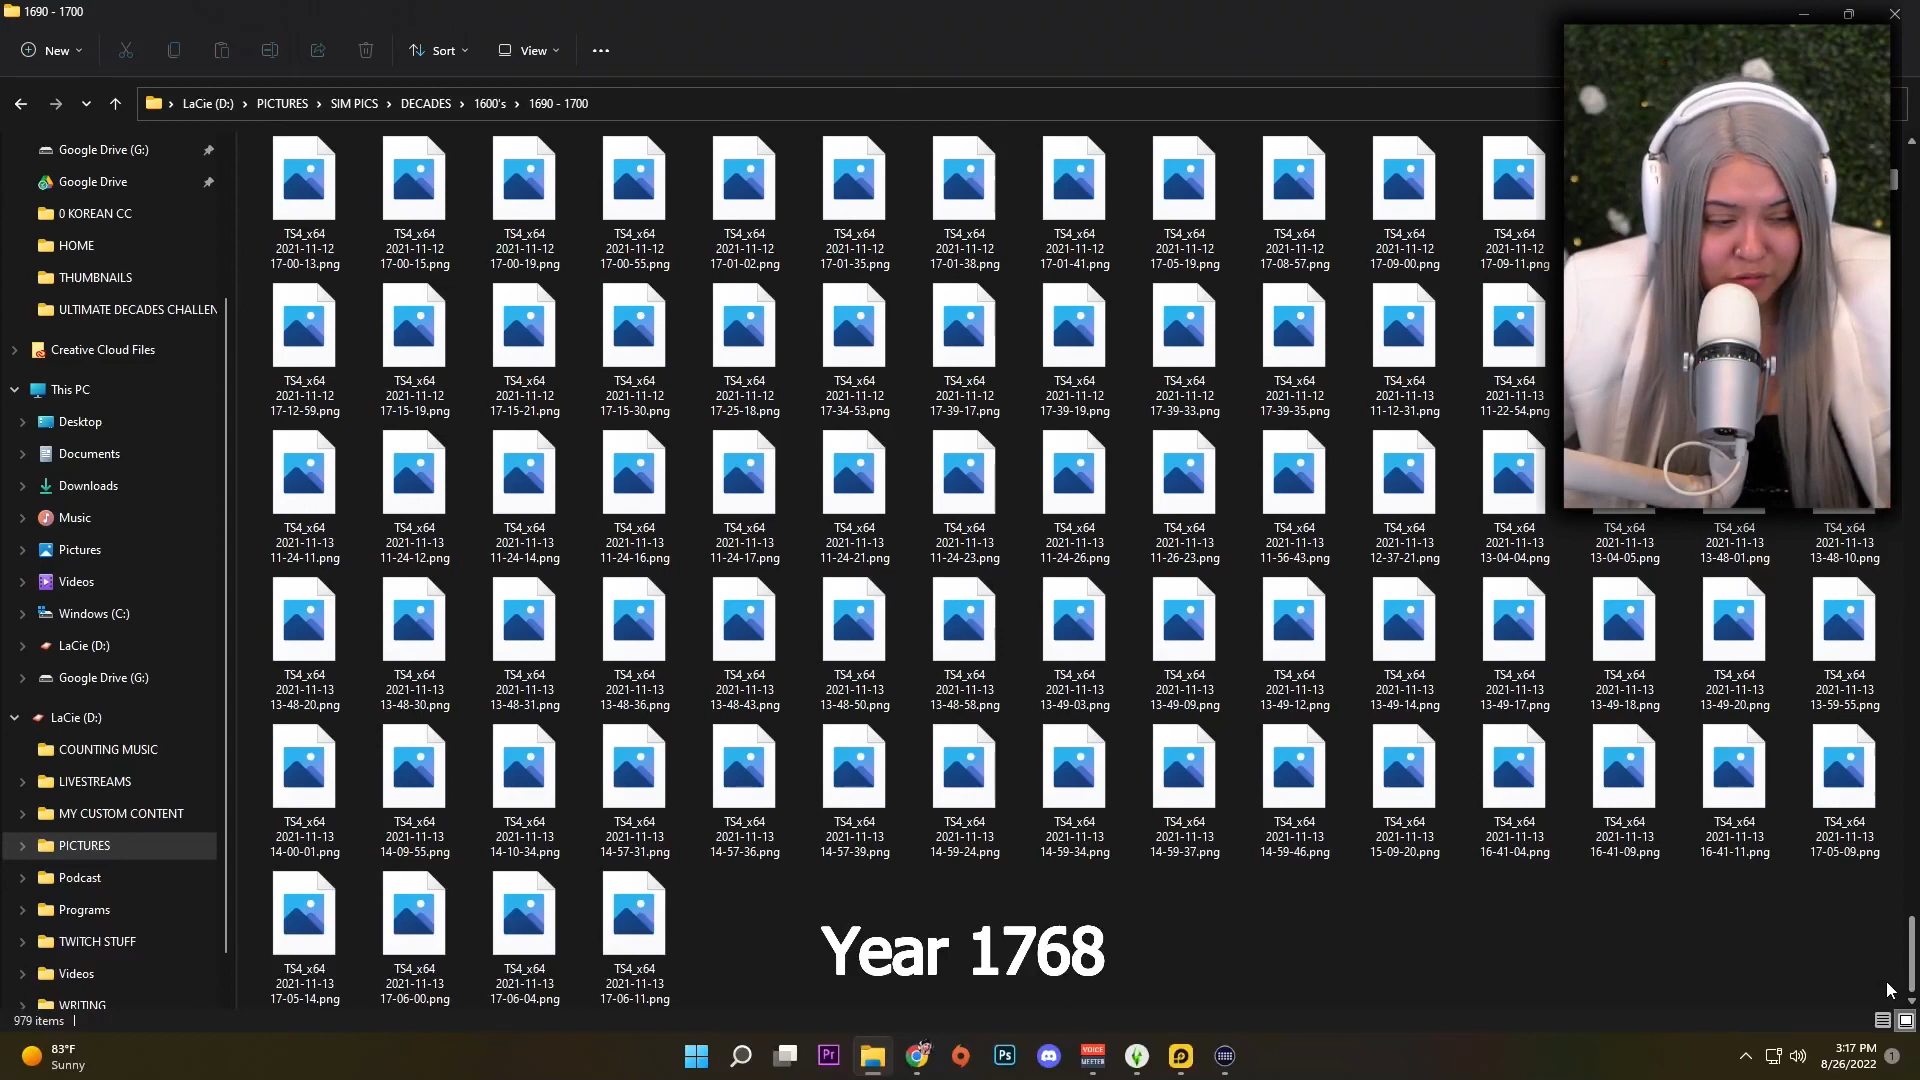 1690 - 1700
New
Sort
View
LaCie (D:) PICTURES SIM PICS DECADES 1600's 1690 - 1700
Google Drive (G:)
Google Drive
0 KOREAN CC
HOME
THUMBNAILS
ULTIMATE DECADES CHALLEN
Creative Cloud Files
This PC
Desktop
Documents
Downloads
Music
Pictures
Videos
Windows (C:)
LaCie (D:)
Google Drive (G:)
LaCie (D:)
COUNTING MUSIC
LIVESTREAMS
MY CUSTOM CONTENT
PICTURES
Podcast
Programs
TWITCH STUFF
Videos
WRITING
TS4_x64 TS4_x64 TS4_x64 TS4_x64 TS4_x64 TS4_x64 TS4_x64 TS4_x64 TS4_x64 TS4_x64 TS4_x64 TS4_x64
2021-11-12 2021-11-12 2021-11-12 2021-11-12 2021-11-12 2021-11-12 2021-11-12 2021-11-12 2021-11-12 2021-11-12 2021-11-12 2021-11-12
17-00-13.png 17-00-15.png 17-00-19.png 17-00-55.png 17-01-02.png 17-01-35.png 17-01-38.png 17-01-41.png 17-05-19.png 17-08-57.png 17-09-00.png 17-09-11.png
TS4_x64 TS4_x64 TS4_x64 TS4_x64 TS4_x64 TS4_x64 TS4_x64 TS4_x64 TS4_x64 TS4_x64 TS4_x64 TS4_x64
2021-11-12 2021-11-12 2021-11-12 2021-11-12 2021-11-12 2021-11-12 2021-11-12 2021-11-12 2021-11-12 2021-11-12 2021-11-13 2021-11-13
17-12-59.png 17-15-19.png 17-15-21.png 17-15-30.png 17-25-18.png 17-34-53.png 17-39-17.png 17-39-19.png 17-39-33.png 17-39-35.png 11-12-31.png 11-22-54.png
TS4_x64 TS4_x64 TS4_x64 TS4_x64 TS4_x64 TS4_x64 TS4_x64 TS4_x64 TS4_x64 TS4_x64 TS4_x64 TS4_x64 TS4_x64 TS4_x64 TS4_x64
2021-11-13 2021-11-13 2021-11-13 2021-11-13 2021-11-13 2021-11-13 2021-11-13 2021-11-13 2021-11-13 2021-11-13 2021-11-13 2021-11-13 2021-11-13 2021-11-13 2021-11-13
11-24-11.png 11-24-12.png 11-24-14.png 11-24-16.png 11-24-17.png 11-24-21.png 11-24-23.png 11-24-26.png 11-26-23.png 11-56-43.png 12-37-21.png 13-04-04.png 13-04-05.png 13-48-01.png 13-48-10.png
TS4_x64 TS4_x64 TS4_x64 TS4_x64 TS4_x64 TS4_x64 TS4_x64 TS4_x64 TS4_x64 TS4_x64 TS4_x64 TS4_x64 TS4_x64 TS4_x64 TS4_x64
2021-11-13 2021-11-13 2021-11-13 2021-11-13 2021-11-13 2021-11-13 2021-11-13 2021-11-13 2021-11-13 2021-11-13 2021-11-13 2021-11-13 2021-11-13 2021-11-13 2021-11-13
13-48-20.png 13-48-30.png 13-48-31.png 13-48-36.png 13-48-43.png 13-48-50.png 13-48-58.png 13-49-03.png 13-49-09.png 13-49-12.png 13-49-14.png 13-49-17.png 13-49-18.png 13-49-20.png 13-59-55.png
TS4_x64 TS4_x64 TS4_x64 TS4_x64 TS4_x64 TS4_x64 TS4_x64 TS4_x64 TS4_x64 TS4_x64 TS4_x64 TS4_x64 TS4_x64 TS4_x64 TS4_x64
2021-11-13 2021-11-13 2021-11-13 2021-11-13 2021-11-13 2021-11-13 2021-11-13 2021-11-13 2021-11-13 2021-11-13 2021-11-13 2021-11-13 2021-11-13 2021-11-13 2021-11-13
14-00-01.png 14-09-55.png 14-10-34.png 14-57-31.png 14-57-36.png 14-57-39.png 14-59-24.png 14-59-34.png 14-59-37.png 14-59-46.png 15-09-20.png 16-41-04.png 16-41-09.png 16-41-11.png 17-05-09.png
TS4_x64 TS4_x64 TS4_x64 TS4_x64
2021-11-13 2021-11-13 2021-11-13 2021-11-13
17-05-14.png 17-06-00.png 17-06-04.png 17-06-11.png
Year 1768
979 items
83°F
Sunny
Pr
Ps
VOICE
MEETER
3:17 PM
8/26/2022
1